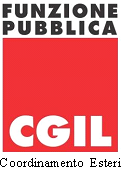 FUNZIONE
PUBBLICA
CGIL
Coordinamento Esteri